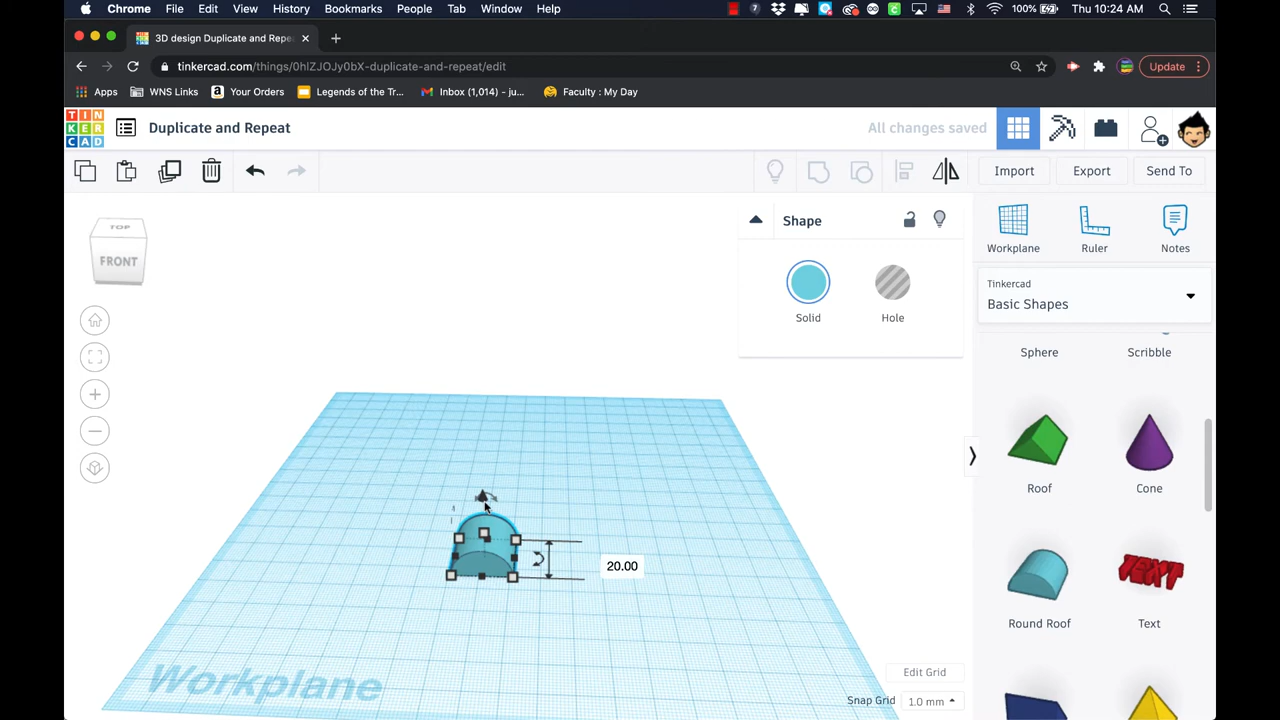 Chrome File Edit View History Bookmarks People Tab Window Help 7 100% Thu 10:24 AM
3D design Duplicate and Repe
tinkercad.com/things/0hlZJOJy0bX-duplicate-and-repeat/edit Update
Apps WNS Links Your Orders Legends of the Tr... Inbox (1,014) - ju... Faculty : My Day
TIN
KER
CAD
Duplicate and Repeat
All changes saved
Import Export Send To
TOP
FRONT
Shape
Solid Hole
Workplane Ruler Notes
Tinkercad
Basic Shapes
Sphere Scribble
Roof Cone
20.00
TEXT
Round Roof Text
Workplane
Edit Grid
Snap Grid 1.0 mm